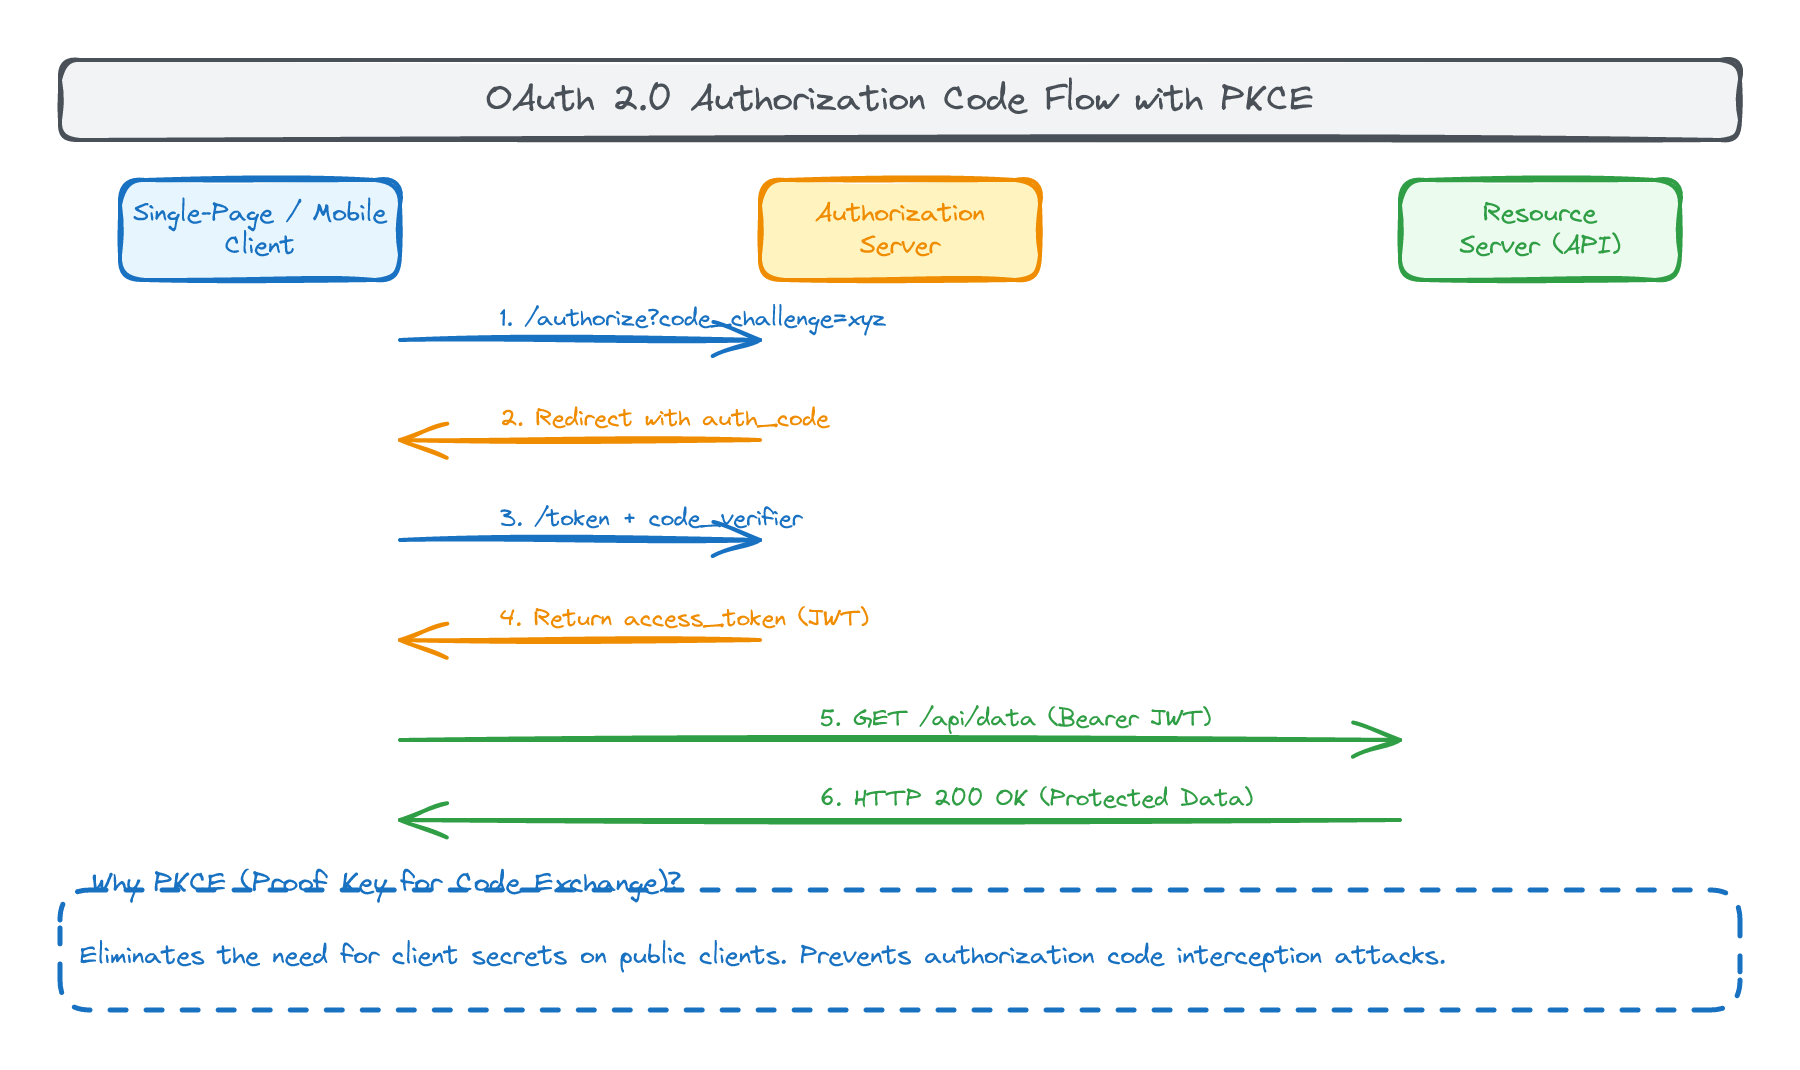 OAuth 2.0 Authorization Code Flow with PKCE
Single-Page / Mobile
Client
Authorization
Server
Resource
Server (API)
1. /authorize?code_challenge=xyz
2. Redirect with auth_code
3. /token + code_verifier
4. Return access_token (JWT)
5. GET /api/data (Bearer JWT)
6. HTTP 200 OK (Protected Data)
Why PKCE (Proof Key for Code Exchange)?
Eliminates the need for client secrets on public clients. Prevents authorization code interception attacks.